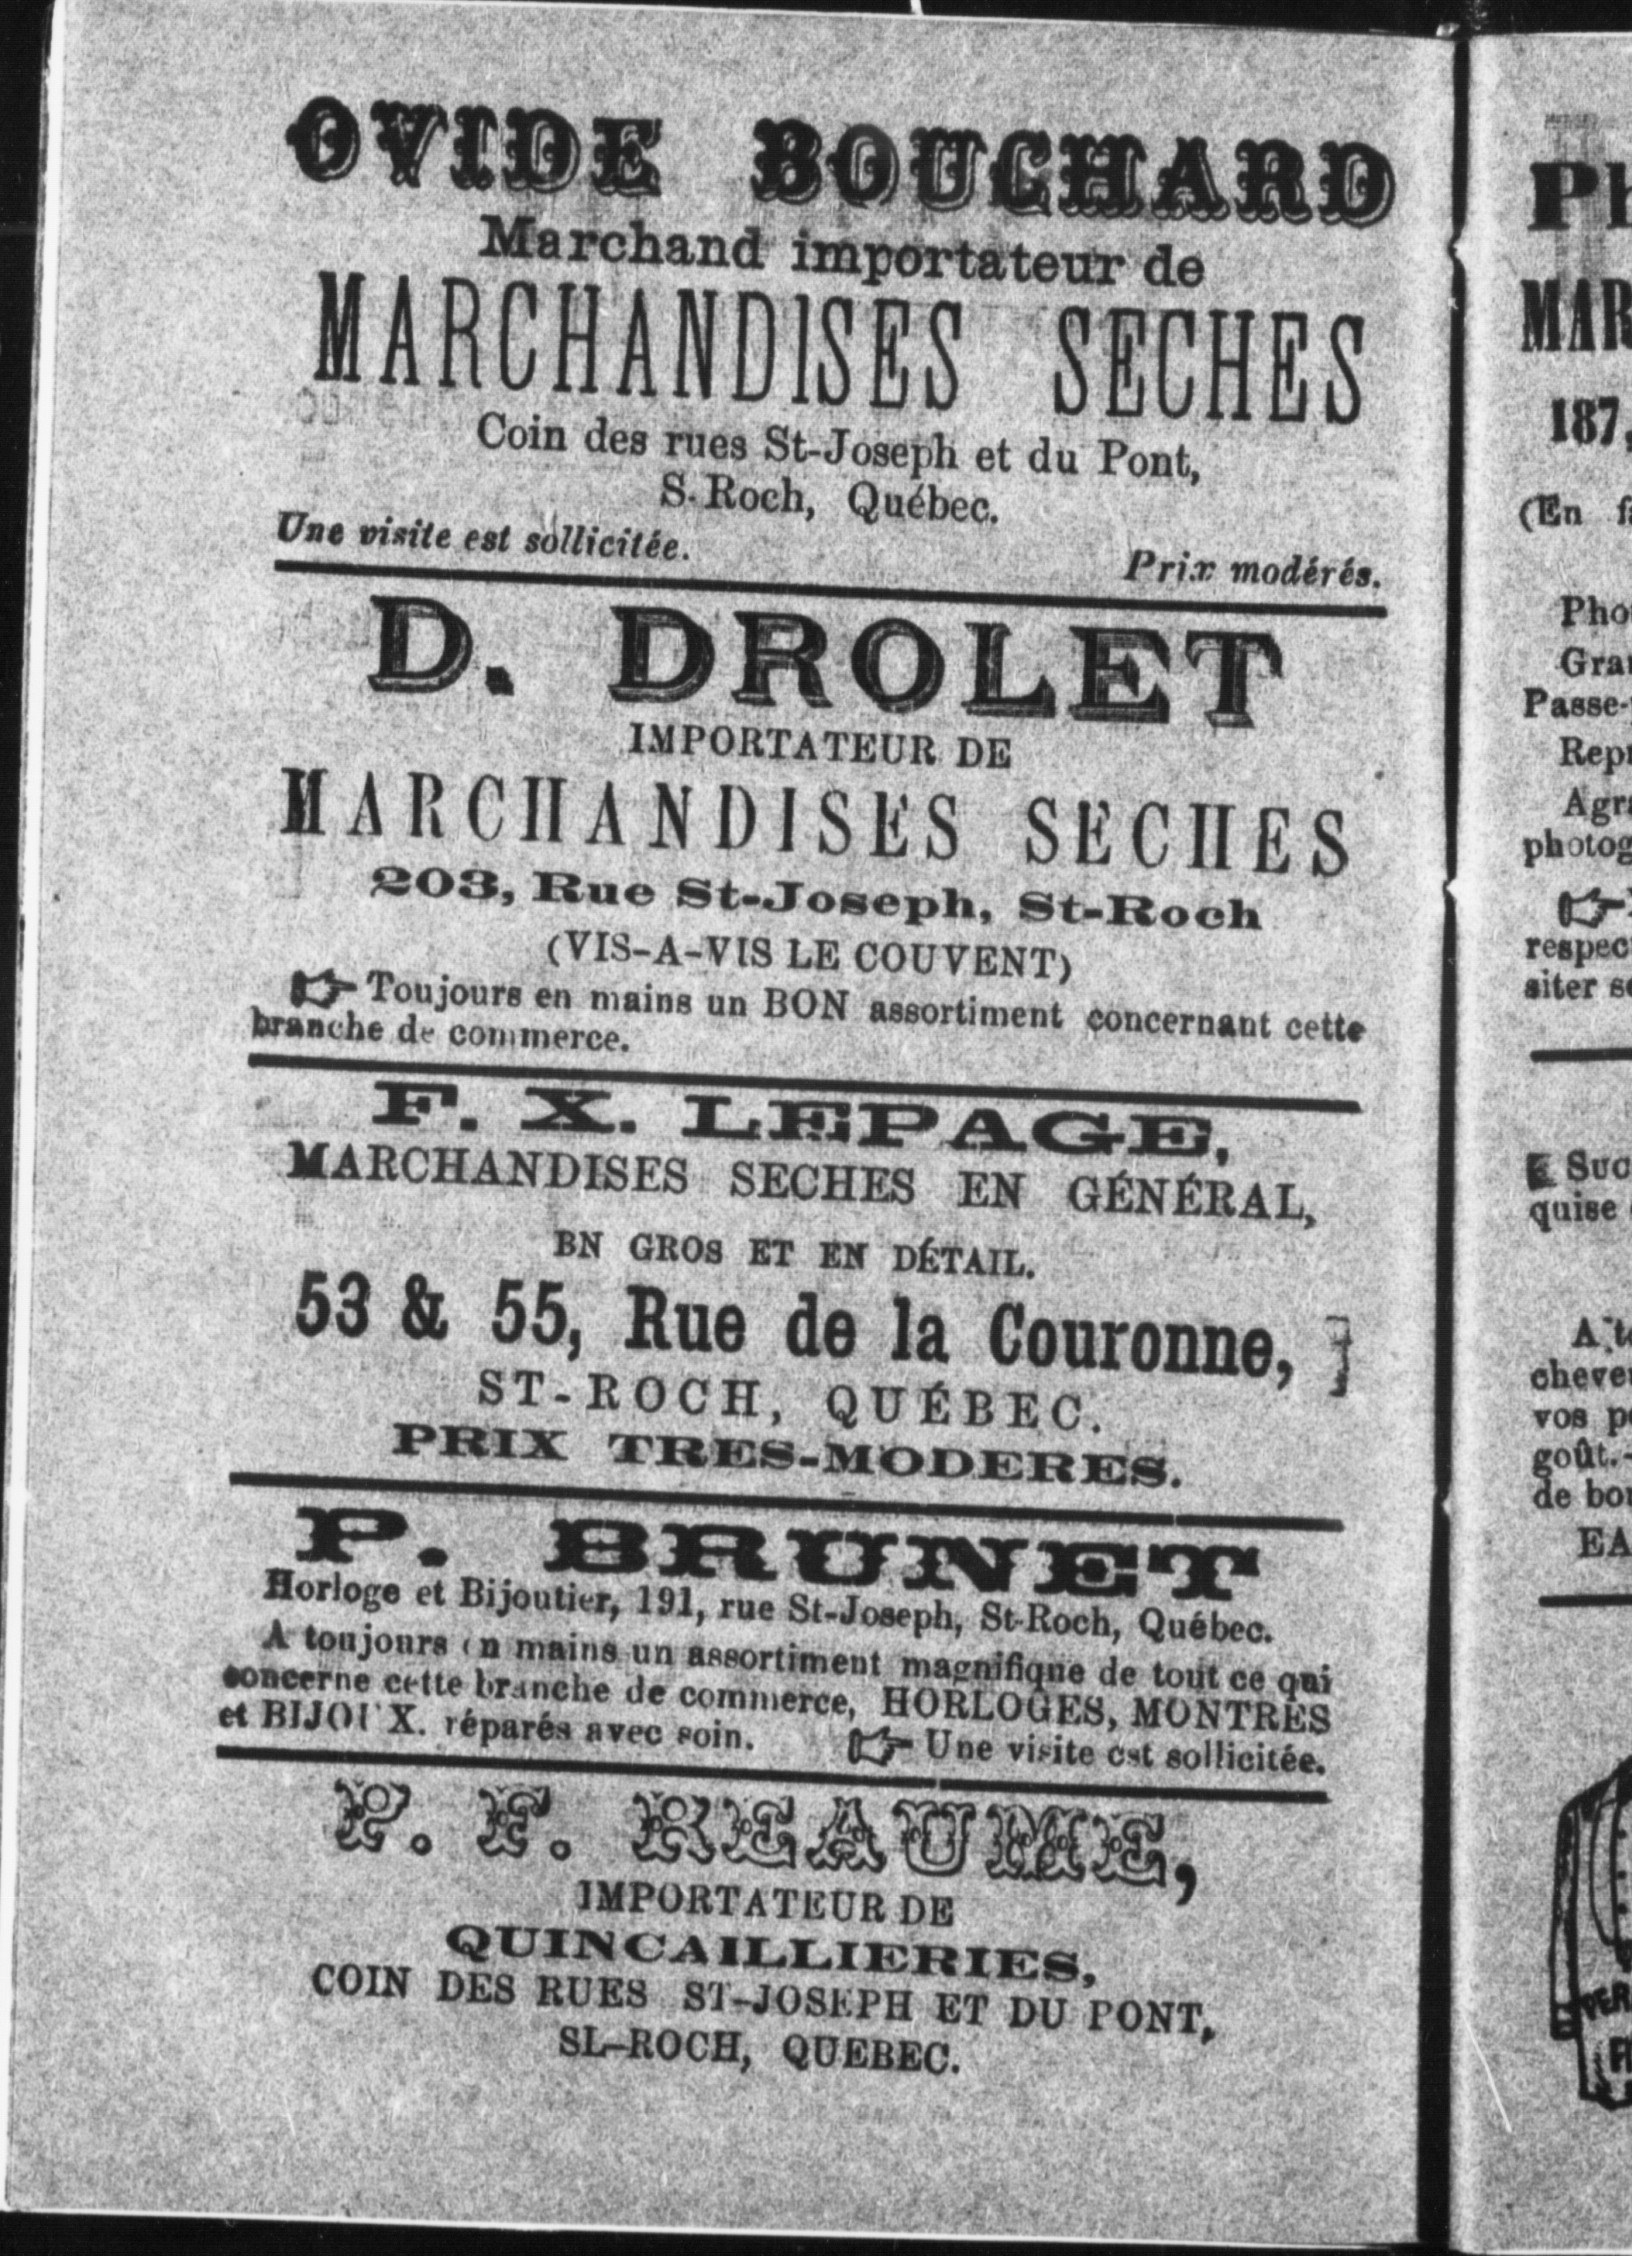 OVIDE BOUCHARD
Marchand importateur de
MARCHANDISES SECHES
Coin des rues St-Joseph et du Pont,
S. Roch, Québec.
Une visite est sollicitée. Prix modérés.
D. DROLET
IMPORTATEUR DE
MARCHANDISES SECHES
203, Rue St-Joseph, St-Roch
(VIS-A-VIS LE COUVENT)
Toujours en mains un BON assortiment concernant cette
branche de commerce.
F. X. LEPAGE,
MARCHANDISES SECHES EN GÉNÉRAL,
BN GROS ET EN DÉTAIL.
53 & 55, Rue de la Couronne,
ST-ROCH, QUÉBEC.
PRIX TRES-MODERES.
P. BRUNET
Horloge et Bijoutier, 191, rue St-Joseph, St-Roch, Québec.
A toujours en mains un assortiment magnifique de tout ce qui
concerne cette branche de commerce, HORLOGES, MONTRES
et BIJOUX. réparés avec soin. Une visite est sollicitée.
P. F. REAUME,
IMPORTATEUR DE
QUINCAILLIERIES,
COIN DES RUES ST-JOSEPH ET DU PONT,
SL-ROCH, QUEBEC.
Ph
MAR
187,
(En
Pho
Gra
Passe-
Rep
Agra
photog
respec
siter
Suc
quise
A
cheve
vos
goût.-
de
EA